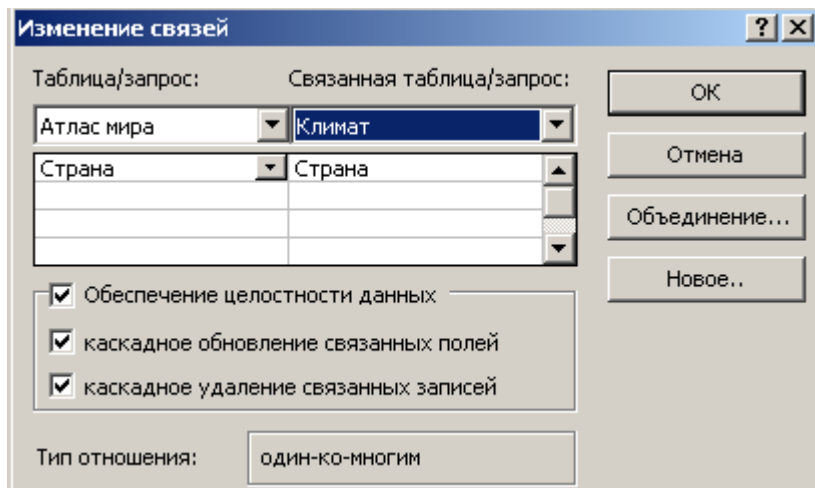 Изменение связей
Таблица/запрос: Связанная таблица/запрос:
Атлас мира Климат
Страна Страна
ОК
Отмена
Объединение...
Новое..
Обеспечение целостности данных
каскадное обновление связанных полей
каскадное удаление связанных записей
Тип отношения: один-ко-многим